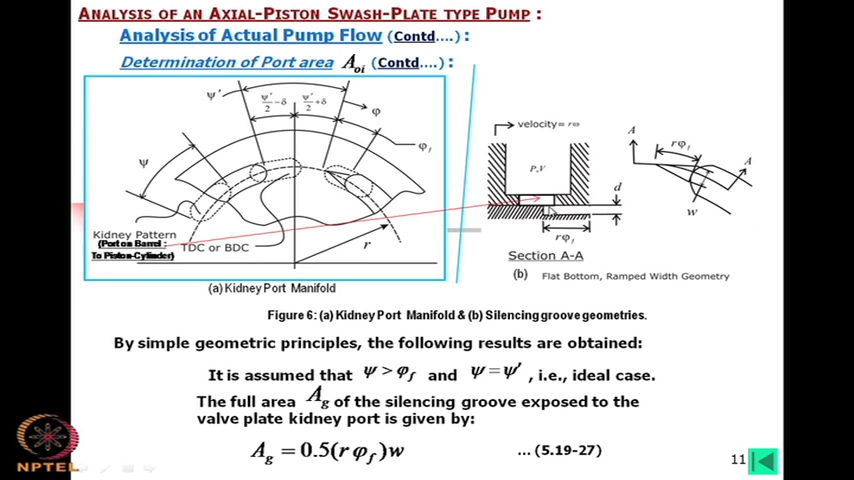 ANALYSIS OF AN AXIAL-PISTON SWASH-PLATE TYPE PUMP :
Analysis of Actual Pump Flow (Contd....) :
Determination of Port area A_oi (Contd....) :
ψ'
ψ'/2 − δ
ψ'/2 + δ
φ
φ_f
ψ
Kidney Pattern
(Port on Barrel :
To Piston-Cylinder)
TDC or BDC
r
(a) Kidney Port Manifold
velocity= rω
P,V
d
rφ_f
Section A-A
A
rφ_f
A
w
(b) Flat Bottom, Ramped Width Geometry
Figure 6: (a) Kidney Port Manifold & (b) Silencing groove geometries.
By simple geometric principles, the following results are obtained:
It is assumed that ψ > φ_f and ψ = ψ' , i.e., ideal case.
The full area A_g of the silencing groove exposed to the
valve plate kidney port is given by:
A_g = 0.5(rφ_f)w ... (5.19-27)
11
NPTEL